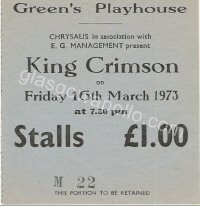 Green's Playhouse
CHRYSALIS in association with
E. G. MANAGEMENT present
King Crimson
on
Friday 16th March 1973
at 7.30 pm
Stalls £1.00
M 22
THIS PORTION TO BE RETAINED